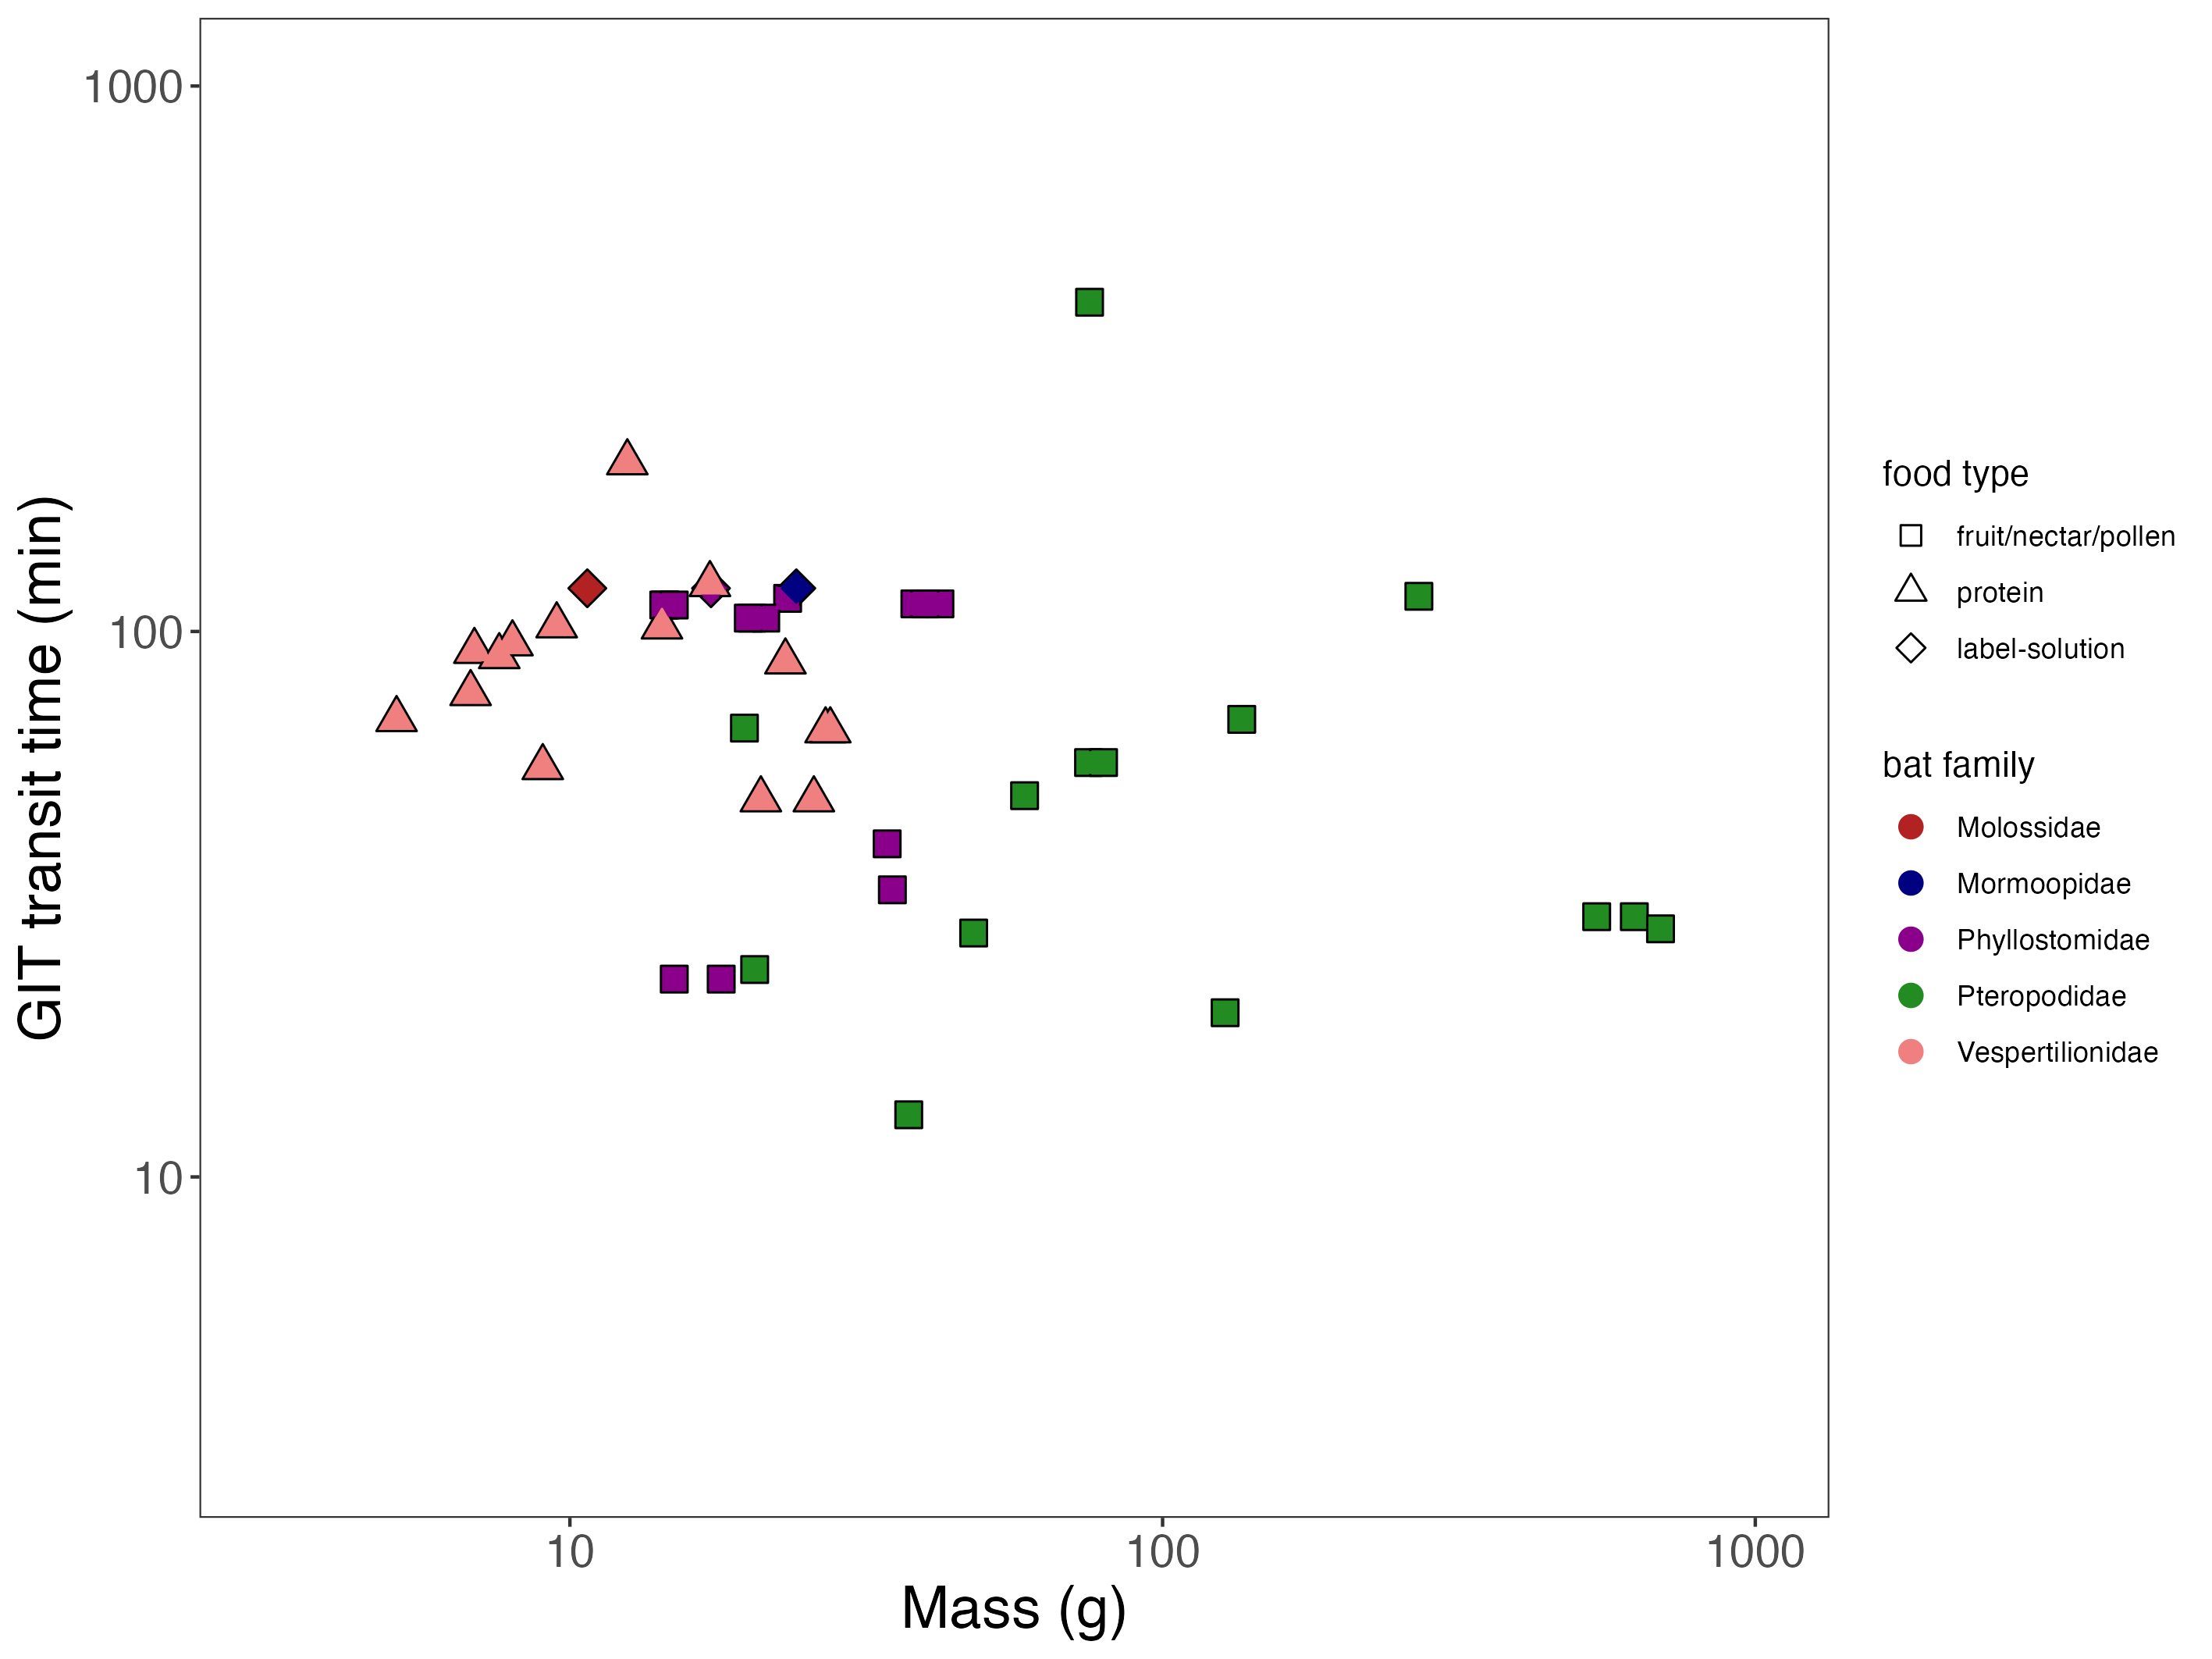 1000
100
10
GIT transit time (min)
10
100
1000
Mass (g)
food type
fruit/nectar/pollen
protein
label-solution
bat family
Molossidae
Mormoopidae
Phyllostomidae
Pteropodidae
Vespertilionidae